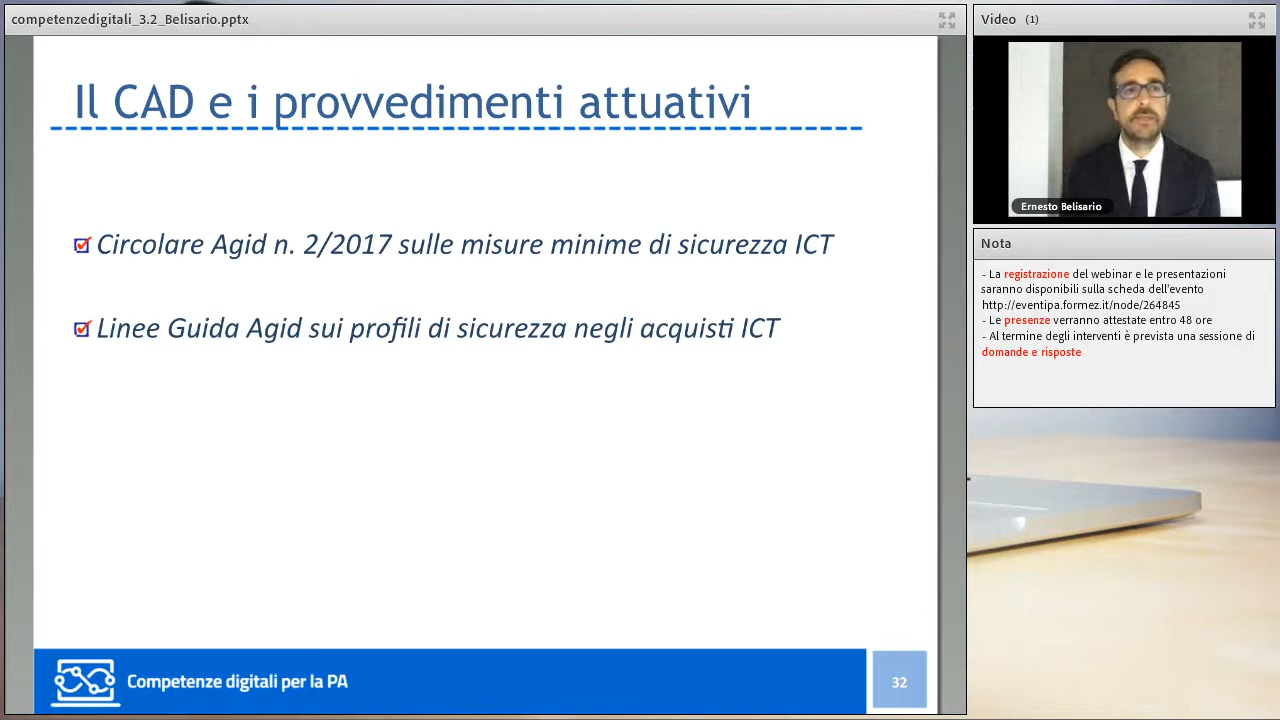 competenzedigitali_3.2_Belisario.pptx
Il CAD e i provvedimenti attuativi
Circolare Agid n. 2/2017 sulle misure minime di sicurezza ICT
Linee Guida Agid sui profili di sicurezza negli acquisti ICT
Competenze digitali per la PA
32
Video (1)
Ernesto Belisario
Nota
- La registrazione del webinar e le presentazioni
saranno disponibili sulla scheda dell'evento
http://eventipa.formez.it/node/264845
- Le presenze verranno attestate entro 48 ore
- Al termine degli interventi è prevista una sessione di
domande e risposte